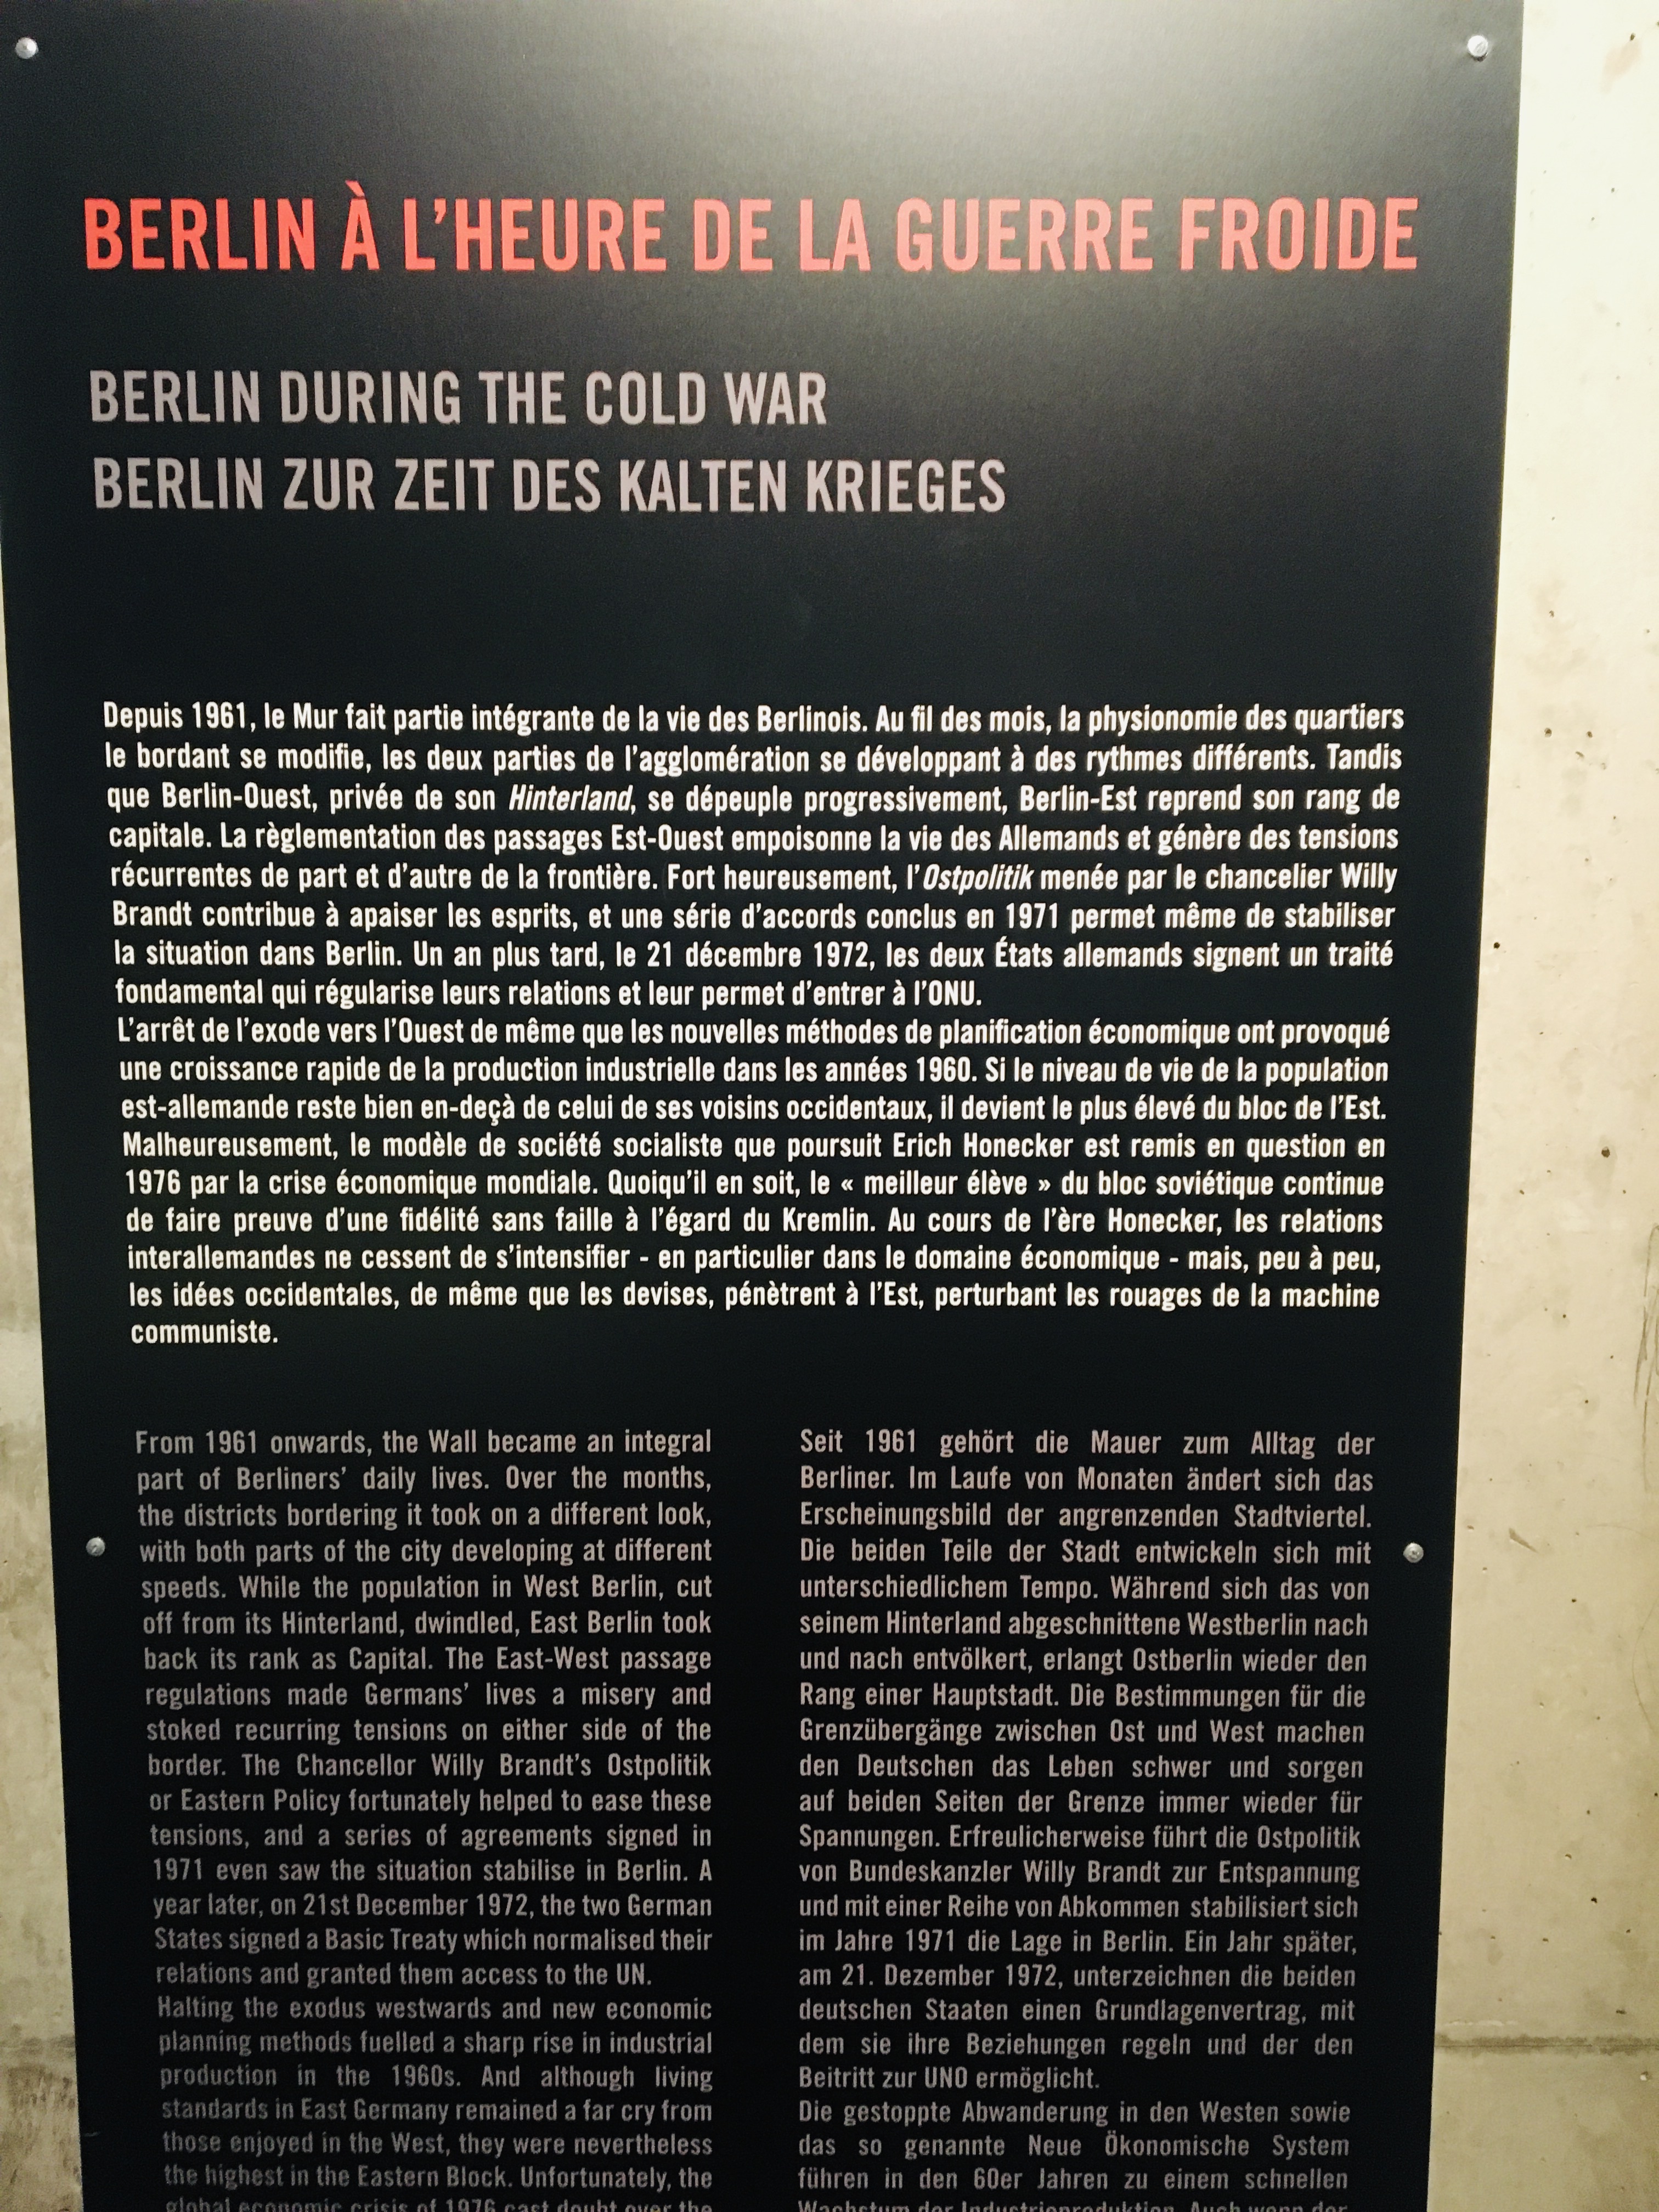 BERLIN À L'HEURE DE LA GUERRE FROIDE
BERLIN DURING THE COLD WAR
BERLIN ZUR ZEIT DES KALTEN KRIEGES
Depuis 1961, le Mur fait partie intégrante de la vie des Berlinois. Au fil des mois, la physionomie des quartiers
le bordant se modifie, les deux parties de l'agglomération se développant à des rythmes différents. Tandis
que Berlin-Ouest, privée de son Hinterland, se dépeuple progressivement, Berlin-Est reprend son rang de
capitale. La règlementation des passages Est-Ouest empoisonne la vie des Allemands et génère des tensions
récurrentes de part et d'autre de la frontière. Fort heureusement, l'Ostpolitik menée par le chancelier Willy
Brandt contribue à apaiser les esprits, et une série d'accords conclus en 1971 permet même de stabiliser
la situation dans Berlin. Un an plus tard, le 21 décembre 1972, les deux États allemands signent un traité
fondamental qui régularise leurs relations et leur permet d'entrer à l'ONU.
L'arrêt de l'exode vers l'Ouest de même que les nouvelles méthodes de planification économique ont provoqué
une croissance rapide de la production industrielle dans les années 1960. Si le niveau de vie de la population
est-allemande reste bien en-deçà de celui de ses voisins occidentaux, il devient le plus élevé du bloc de l'Est.
Malheureusement, le modèle de société socialiste que poursuit Erich Honecker est remis en question en
1976 par la crise économique mondiale. Quoiqu'il en soit, le « meilleur élève » du bloc soviétique continue
de faire preuve d'une fidélité sans faille à l'égard du Kremlin. Au cours de l'ère Honecker, les relations
interallemandes ne cessent de s'intensifier - en particulier dans le domaine économique - mais, peu à peu,
les idées occidentales, de même que les devises, pénètrent à l'Est, perturbant les rouages de la machine
communiste.
From 1961 onwards, the Wall became an integral
part of Berliners' daily lives. Over the months,
the districts bordering it took on a different look,
with both parts of the city developing at different
speeds. While the population in West Berlin, cut
off from its Hinterland, dwindled, East Berlin took
back its rank as Capital. The East-West passage
regulations made Germans' lives a misery and
stoked recurring tensions on either side of the
border. The Chancellor Willy Brandt's Ostpolitik
or Eastern Policy fortunately helped to ease these
tensions, and a series of agreements signed in
1971 even saw the situation stabilise in Berlin. A
year later, on 21st December 1972, the two German
States signed a Basic Treaty which normalised their
relations and granted them access to the UN.
Halting the exodus westwards and new economic
planning methods fuelled a sharp rise in industrial
production in the 1960s. And although living
standards in East Germany remained a far cry from
those enjoyed in the West, they were nevertheless
the highest in the Eastern Block. Unfortunately, the
global economic crisis of 1976 cast doubt over the
Seit 1961 gehört die Mauer zum Alltag der
Berliner. Im Laufe von Monaten ändert sich das
Erscheinungsbild der angrenzenden Stadtviertel.
Die beiden Teile der Stadt entwickeln sich mit
unterschiedlichem Tempo. Während sich das von
seinem Hinterland abgeschnittene Westberlin nach
und nach entvölkert, erlangt Ostberlin wieder den
Rang einer Hauptstadt. Die Bestimmungen für die
Grenzübergänge zwischen Ost und West machen
den Deutschen das Leben schwer und sorgen
auf beiden Seiten der Grenze immer wieder für
Spannungen. Erfreulicherweise führt die Ostpolitik
von Bundeskanzler Willy Brandt zur Entspannung
und mit einer Reihe von Abkommen stabilisiert sich
im Jahre 1971 die Lage in Berlin. Ein Jahr später,
am 21. Dezember 1972, unterzeichnen die beiden
deutschen Staaten einen Grundlagenvertrag, mit
dem sie ihre Beziehungen regeln und der den
Beitritt zur UNO ermöglicht.
Die gestoppte Abwanderung in den Westen sowie
das so genannte Neue Ökonomische System
führen in den 60er Jahren zu einem schnellen
Wachstum der Industrieproduktion. Auch wenn der